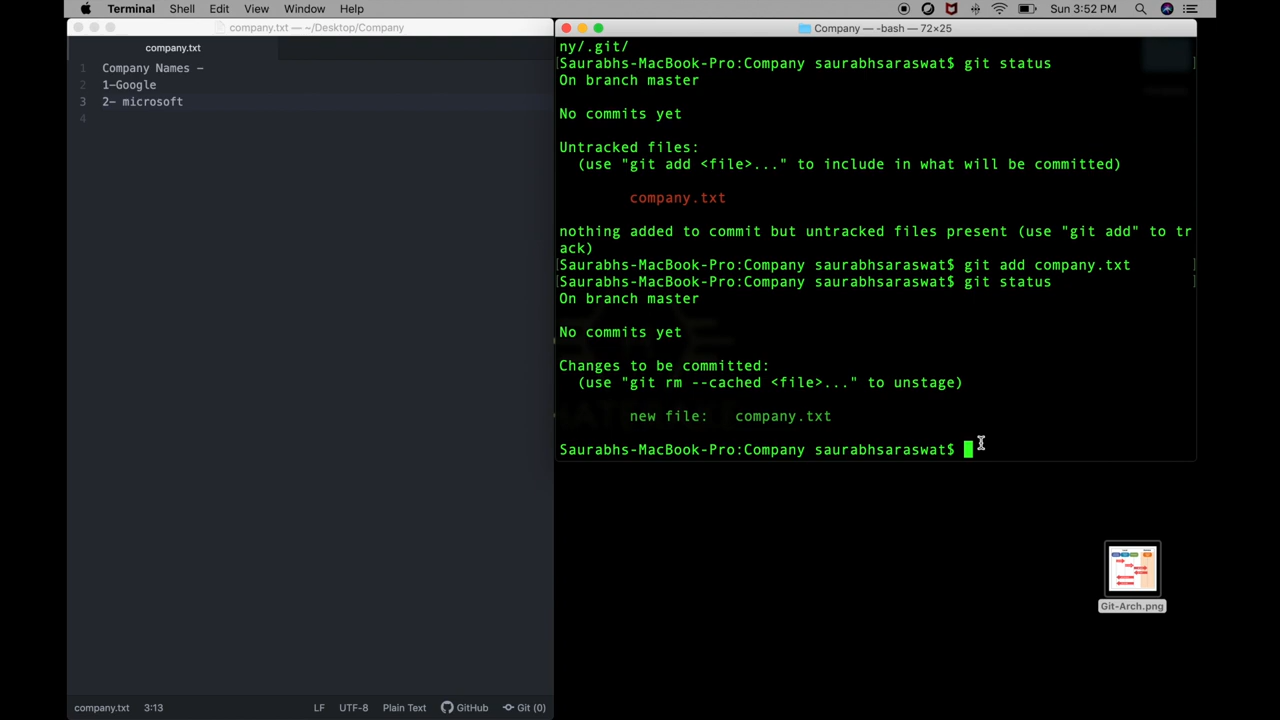 Terminal Shell Edit View Window Help Sun 3:52 PM
company.txt — ~/Desktop/Company
company.txt
1 Company Names –
2 1-Google
3 2- microsoft
4
company.txt 3:13 LF UTF-8 Plain Text GitHub Git (0)
Company — -bash — 72×25
ny/.git/
Saurabhs-MacBook-Pro:Company saurabhsaraswat$ git status
On branch master
No commits yet
Untracked files:
(use "git add <file>..." to include in what will be committed)
company.txt
nothing added to commit but untracked files present (use "git add" to tr
ack)
Saurabhs-MacBook-Pro:Company saurabhsaraswat$ git add company.txt
Saurabhs-MacBook-Pro:Company saurabhsaraswat$ git status
On branch master
No commits yet
Changes to be committed:
(use "git rm --cached <file>..." to unstage)
new file: company.txt
Saurabhs-MacBook-Pro:Company saurabhsaraswat$
Git-Arch.png